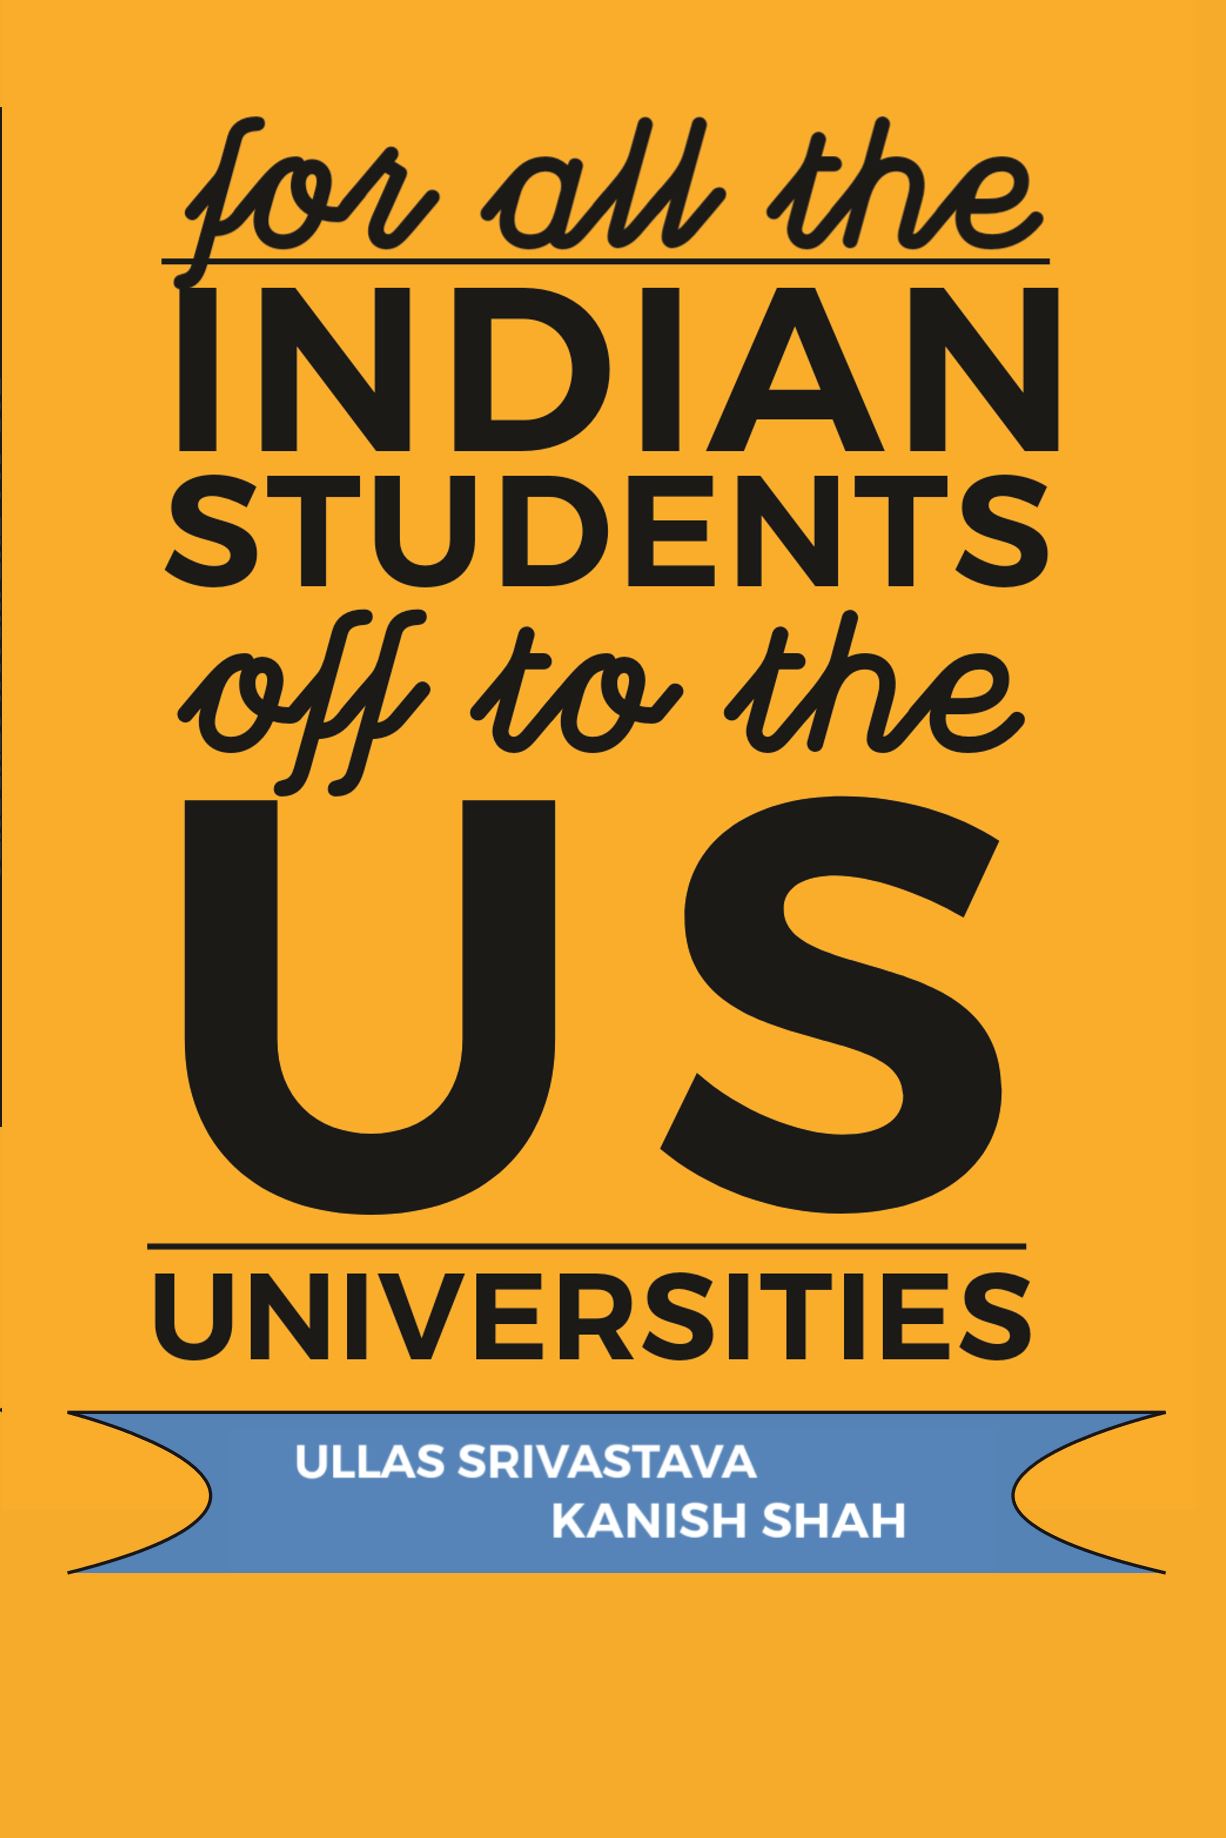 for all the
INDIAN
STUDENTS
off to the
US
UNIVERSITIES
ULLAS SRIVASTAVA
KANISH SHAH